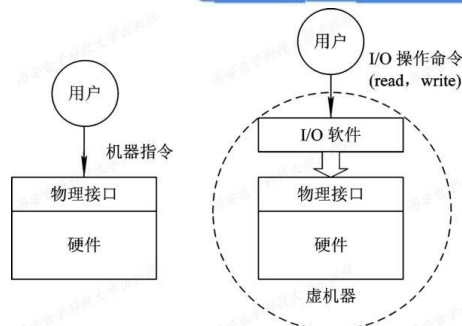 用户
机器指令
物理接口
硬件
用户
I/O 操作命令
(read，write)
I/O 软件
物理接口
硬件
虚机器